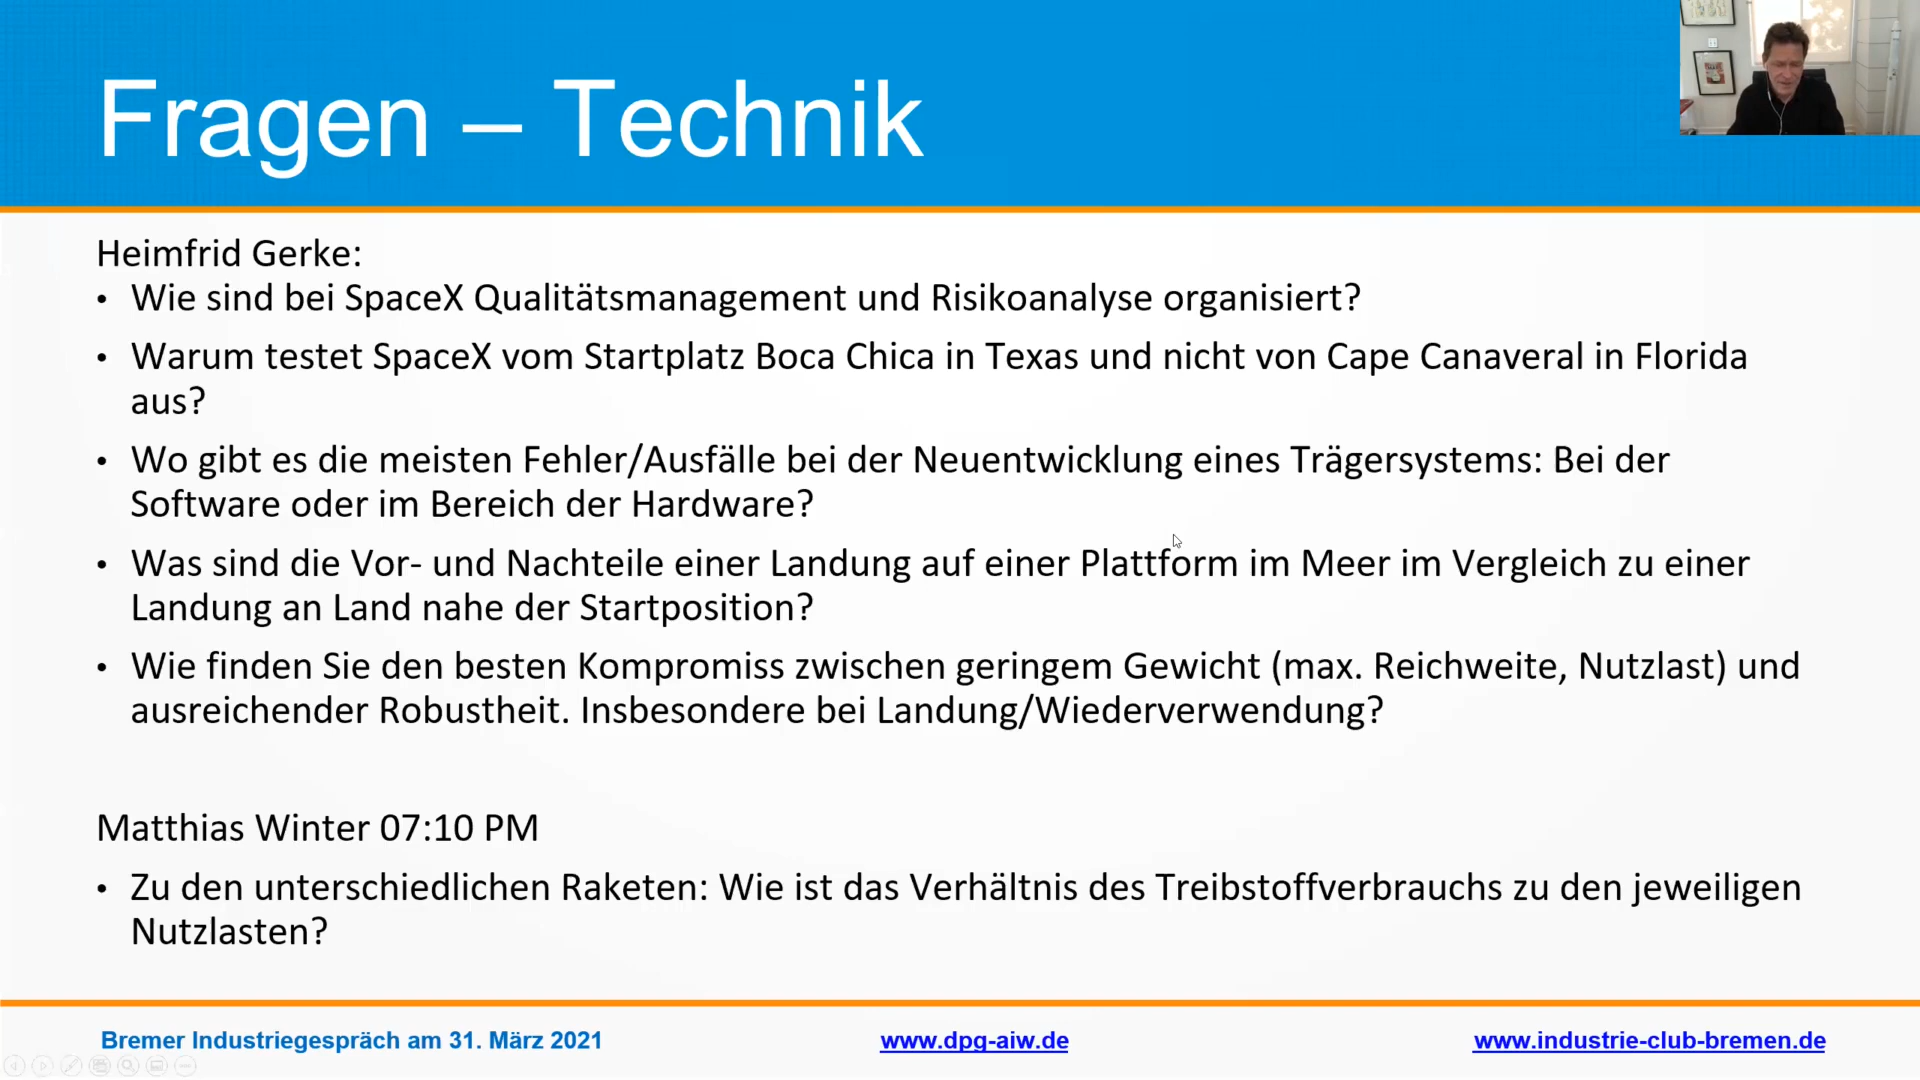 Fragen – Technik
Heimfrid Gerke:
• Wie sind bei SpaceX Qualitätsmanagement und Risikoanalyse organisiert?
• Warum testet SpaceX vom Startplatz Boca Chica in Texas und nicht von Cape Canaveral in Florida
aus?
• Wo gibt es die meisten Fehler/Ausfälle bei der Neuentwicklung eines Trägersystems: Bei der
Software oder im Bereich der Hardware?
• Was sind die Vor- und Nachteile einer Landung auf einer Plattform im Meer im Vergleich zu einer
Landung an Land nahe der Startposition?
• Wie finden Sie den besten Kompromiss zwischen geringem Gewicht (max. Reichweite, Nutzlast) und
ausreichender Robustheit. Insbesondere bei Landung/Wiederverwendung?
Matthias Winter 07:10 PM
• Zu den unterschiedlichen Raketen: Wie ist das Verhältnis des Treibstoffverbrauchs zu den jeweiligen
Nutzlasten?
Bremer Industriegespräch am 31. März 2021
www.dpg-aiw.de
www.industrie-club-bremen.de